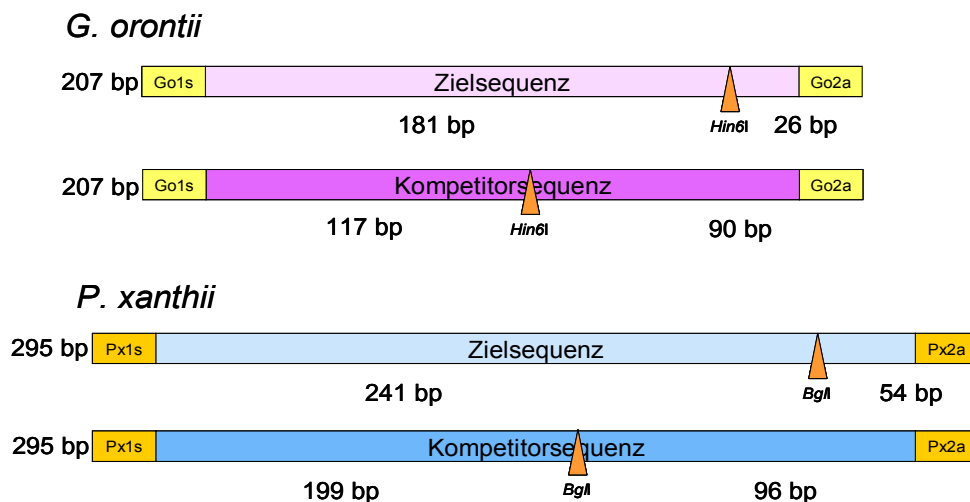 G. orontii
207 bp Go1s Zielsequenz Go2a
181 bp Hin6I 26 bp
207 bp Go1s Kompetitorsequenz Go2a
117 bp Hin6I 90 bp
P. xanthii
295 bp Px1s Zielsequenz Px2a
241 bp BglI 54 bp
295 bp Px1s Kompetitorsequenz Px2a
199 bp BglI 96 bp